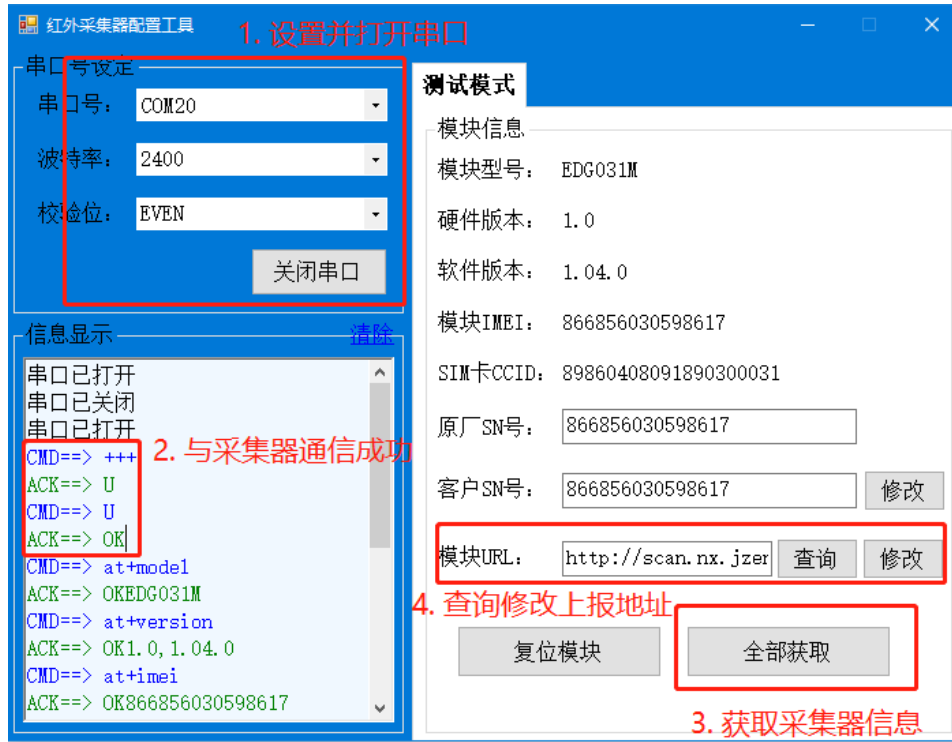 红外采集器配置工具
1. 设置并打开串口
串口号设定
串口号：
COM20
波特率：
2400
校验位：
EVEN
关闭串口
信息显示
清除
串口已打开
串口已关闭
串口已打开
CMD==> +++
ACK==> U
CMD==> U
ACK==> OK
CMD==> at+model
ACK==> OKEDG031M
CMD==> at+version
ACK==> OK1.0,1.04.0
CMD==> at+imei
ACK==> OK866856030598617
2. 与采集器通信成功
测试模式
模块信息
模块型号： EDG031M
硬件版本： 1.0
软件版本： 1.04.0
模块IMEI： 866856030598617
SIM卡CCID： 89860408091890300031
原厂SN号： 866856030598617
客户SN号： 866856030598617 修改
模块URL： http://scan.nx.jzer 查询 修改
4. 查询修改上报地址
复位模块 全部获取
3. 获取采集器信息